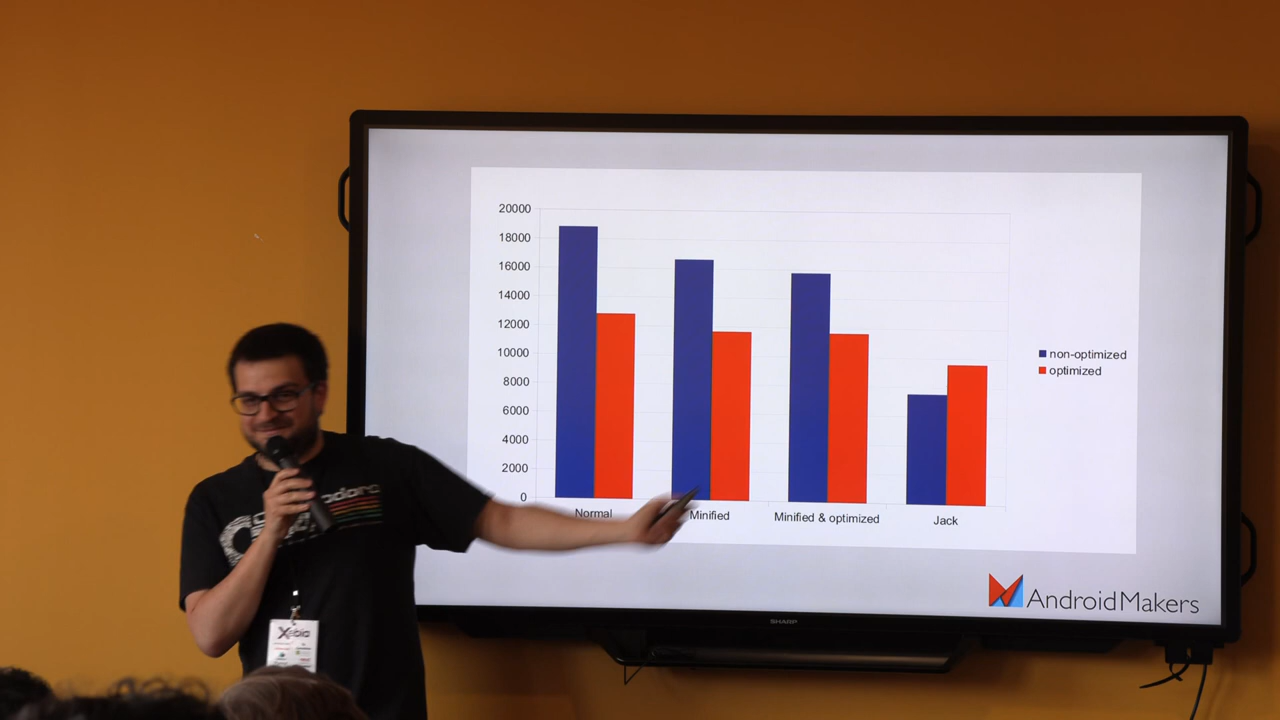 20000
18000
16000
14000
12000
10000
8000
6000
4000
2000
0
Normal
Minified
Minified & optimized
Jack
non-optimized
optimized
AndroidMakers
SHARP
Xebia